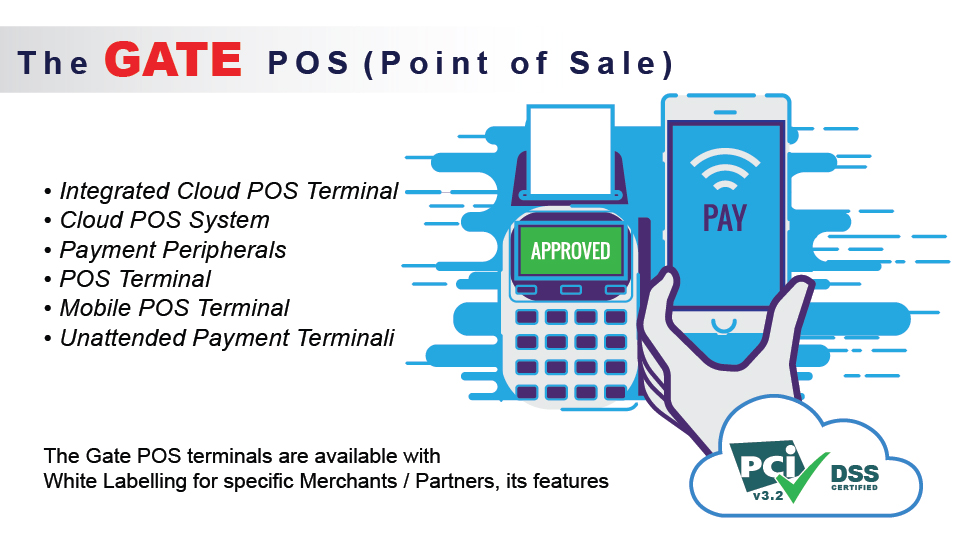 The GATE POS (Point of Sale)
• Integrated Cloud POS Terminal
• Cloud POS System
• Payment Peripherals
• POS Terminal
• Mobile POS Terminal
• Unattended Payment Terminali
APPROVED
PAY
The Gate POS terminals are available with
White Labelling for specific Merchants / Partners, its features
PCi DSS
CERTIFIED
v3.2